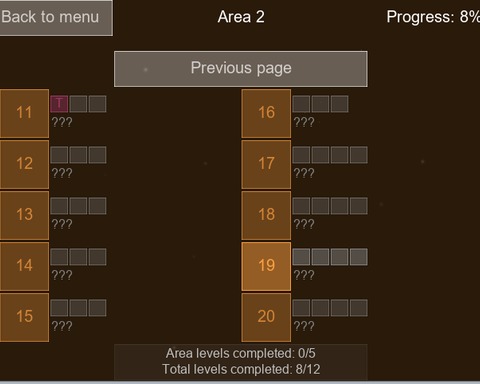 Back to menu Area 2 Progress: 8%
Previous page
11 T 16
??? ???
12 17
??? ???
13 18
??? ???
14 19
??? ???
15 20
??? ???
Area levels completed: 0/5
Total levels completed: 8/12